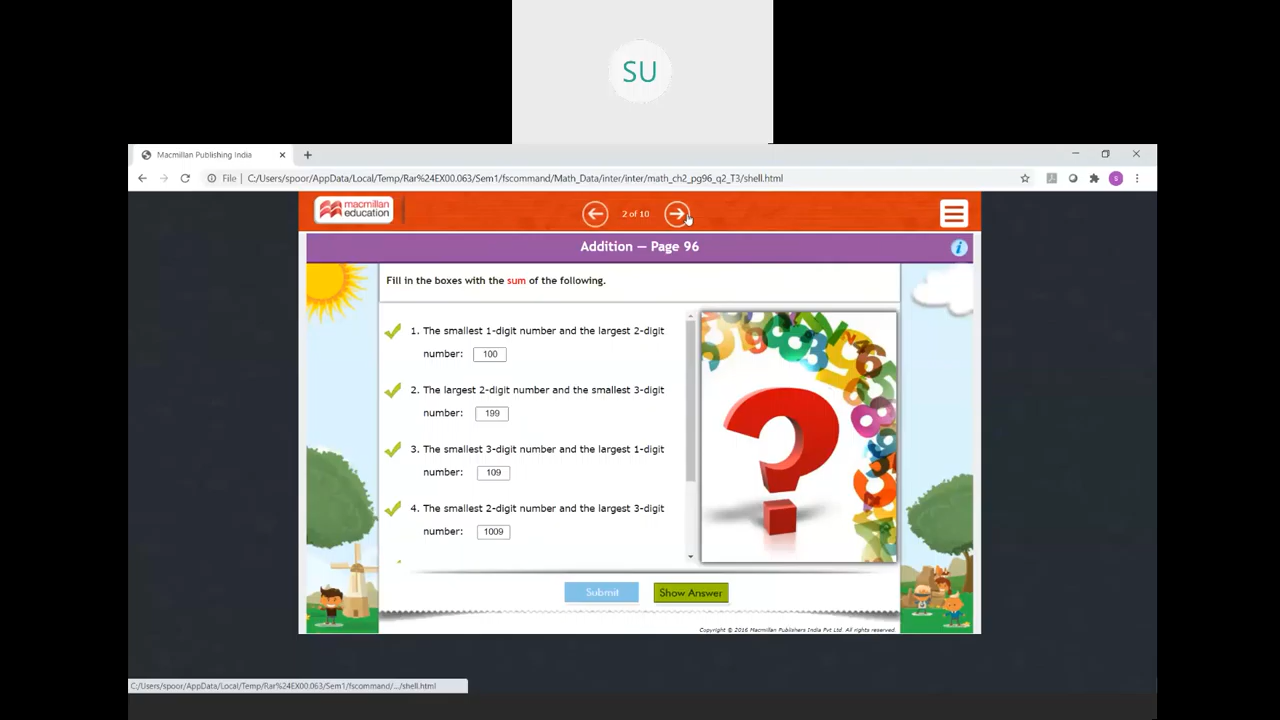 SU
Macmillan Publishing India
File | C:/Users/spoor/AppData/Local/Temp/Rar%24EX00.063/Sem1/fscommand/Math_Data/inter/inter/math_ch2_pg96_q2_T3/shell.html
s
macmillan
education
2 of 10
Addition — Page 96
i
Fill in the boxes with the sum of the following.
1. The smallest 1-digit number and the largest 2-digit
number: 100
2. The largest 2-digit number and the smallest 3-digit
number: 199
3. The smallest 3-digit number and the largest 1-digit
number: 109
4. The smallest 2-digit number and the largest 3-digit
number: 1009
?
Submit
Show Answer
Copyright © 2016 Macmillan Publishers India Pvt Ltd. All rights reserved.
C:/Users/spoor/AppData/Local/Temp/Rar%24EX00.063/Sem1/fscommand/.../shell.html